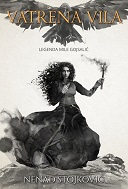 VATRENA VILA
LEGENDA MILE GOJSALIĆ
NENAD STOJKOVIĆ